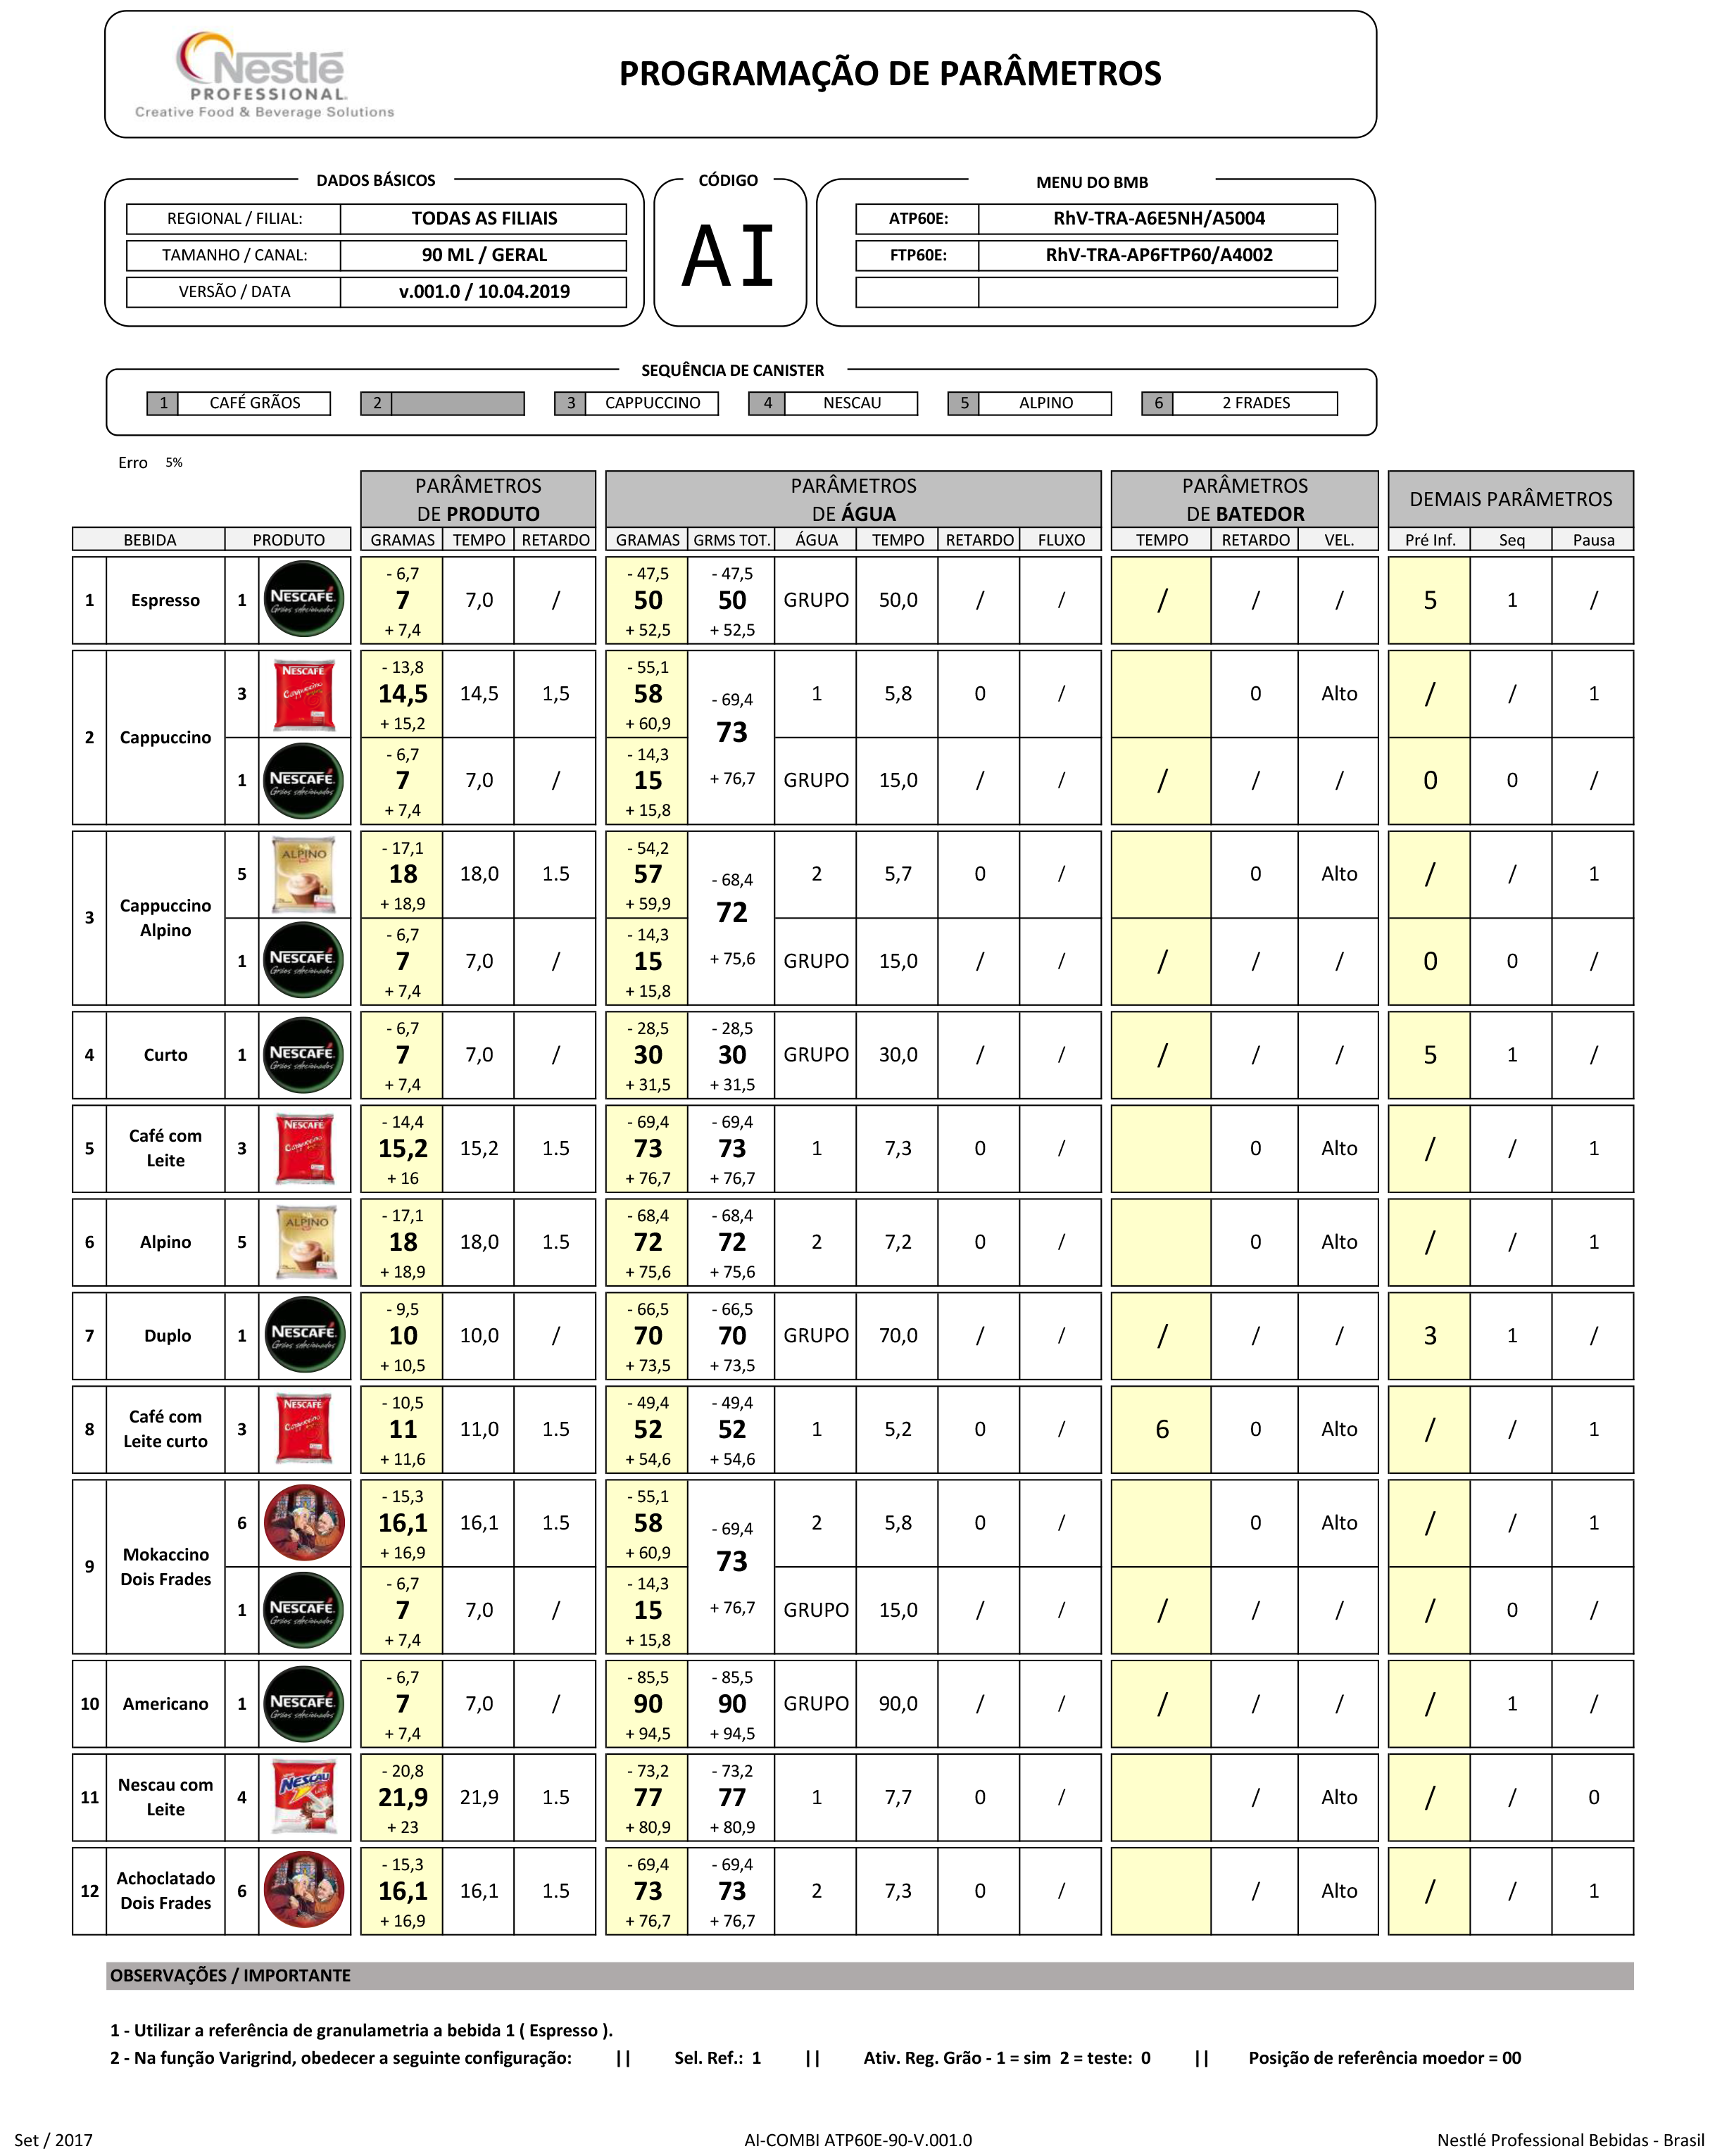 Nestlé
PROFESSIONAL.
Creative Food & Beverage Solutions
PROGRAMAÇÃO DE PARÂMETROS
DADOS BÁSICOS
REGIONAL / FILIAL: TODAS AS FILIAIS
TAMANHO / CANAL: 90 ML / GERAL
VERSÃO / DATA v.001.0 / 10.04.2019
CÓDIGO
AI
MENU DO BMB
ATP60E: RhV-TRA-A6E5NH/A5004
FTP60E: RhV-TRA-AP6FTP60/A4002
SEQUÊNCIA DE CANISTER
1 CAFÉ GRÃOS 2 3 CAPPUCCINO 4 NESCAU 5 ALPINO 6 2 FRADES
Erro 5%
PARÂMETROS DE PRODUTO
PARÂMETROS DE ÁGUA
PARÂMETROS DE BATEDOR
DEMAIS PARÂMETROS
BEBIDA PRODUTO GRAMAS TEMPO RETARDO GRAMAS GRMS TOT. ÁGUA TEMPO RETARDO FLUXO TEMPO RETARDO VEL. Pré Inf. Seq Pausa
- 6,7 - 47,5 - 47,5
1 Espresso 1 NESCAFÉ 7 7,0 / 50 50 GRUPO 50,0 / / / / / 5 1 /
+ 7,4 + 52,5 + 52,5
2 Cappuccino
- 13,8 - 55,1 - 69,4
3 NESCAFÉ Cappuccino 14,5 14,5 1,5 58 73 1 5,8 0 / 0 Alto / / 1
+ 15,2 + 60,9 + 76,7
- 6,7 - 14,3
1 NESCAFÉ 7 7,0 / 15 GRUPO 15,0 / / / / / 0 0 /
+ 7,4 + 15,8
3 Cappuccino Alpino
- 17,1 - 54,2 - 68,4
5 ALPINO 18 18,0 1.5 57 72 2 5,7 0 / 0 Alto / / 1
+ 18,9 + 59,9 + 75,6
- 6,7 - 14,3
1 NESCAFÉ 7 7,0 / 15 GRUPO 15,0 / / / / / 0 0 /
+ 7,4 + 15,8
- 6,7 - 28,5 - 28,5
4 Curto 1 NESCAFÉ 7 7,0 / 30 30 GRUPO 30,0 / / / / / 5 1 /
+ 7,4 + 31,5 + 31,5
- 14,4 - 69,4 - 69,4
5 Café com Leite 3 NESCAFÉ Cappuccino 15,2 15,2 1.5 73 73 1 7,3 0 / 0 Alto / / 1
+ 16 + 76,7 + 76,7
- 17,1 - 68,4 - 68,4
6 Alpino 5 ALPINO 18 18,0 1.5 72 72 2 7,2 0 / 0 Alto / / 1
+ 18,9 + 75,6 + 75,6
- 9,5 - 66,5 - 66,5
7 Duplo 1 NESCAFÉ 10 10,0 / 70 70 GRUPO 70,0 / / / / / 3 1 /
+ 10,5 + 73,5 + 73,5
- 10,5 - 49,4 - 49,4
8 Café com Leite curto 3 NESCAFÉ Cappuccino 11 11,0 1.5 52 52 1 5,2 0 / 6 0 Alto / / 1
+ 11,6 + 54,6 + 54,6
9 Mokaccino Dois Frades
- 15,3 - 55,1 - 69,4
6 16,1 16,1 1.5 58 73 2 5,8 0 / 0 Alto / / 1
+ 16,9 + 60,9 + 76,7
- 6,7 - 14,3
1 NESCAFÉ 7 7,0 / 15 GRUPO 15,0 / / / / / / 0 /
+ 7,4 + 15,8
- 6,7 - 85,5 - 85,5
10 Americano 1 NESCAFÉ 7 7,0 / 90 90 GRUPO 90,0 / / / / / / 1 /
+ 7,4 + 94,5 + 94,5
- 20,8 - 73,2 - 73,2
11 Nescau com Leite 4 NESCAU 21,9 21,9 1.5 77 77 1 7,7 0 / / Alto / / 0
+ 23 + 80,9 + 80,9
- 15,3 - 69,4 - 69,4
12 Achoclatado Dois Frades 6 16,1 16,1 1.5 73 73 2 7,3 0 / / Alto / / 1
+ 16,9 + 76,7 + 76,7
OBSERVAÇÕES / IMPORTANTE
1 - Utilizar a referência de granulametria a bebida 1 ( Espresso ).
2 - Na função Varigrind, obedecer a seguinte configuração: || Sel. Ref.: 1 || Ativ. Reg. Grão - 1 = sim 2 = teste: 0 || Posição de referência moedor = 00
Set / 2017 AI-COMBI ATP60E-90-V.001.0 Nestlé Professional Bebidas - Brasil